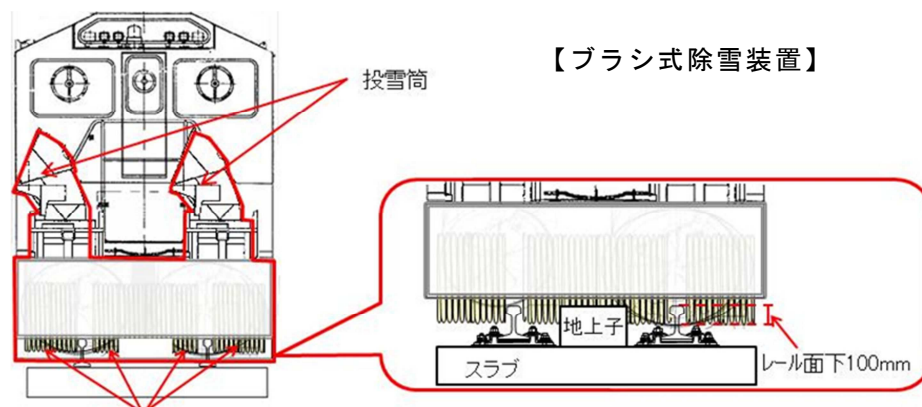 【ブラシ式除雪装置】
投雪筒
地上子
スラブ
レール面下100mm